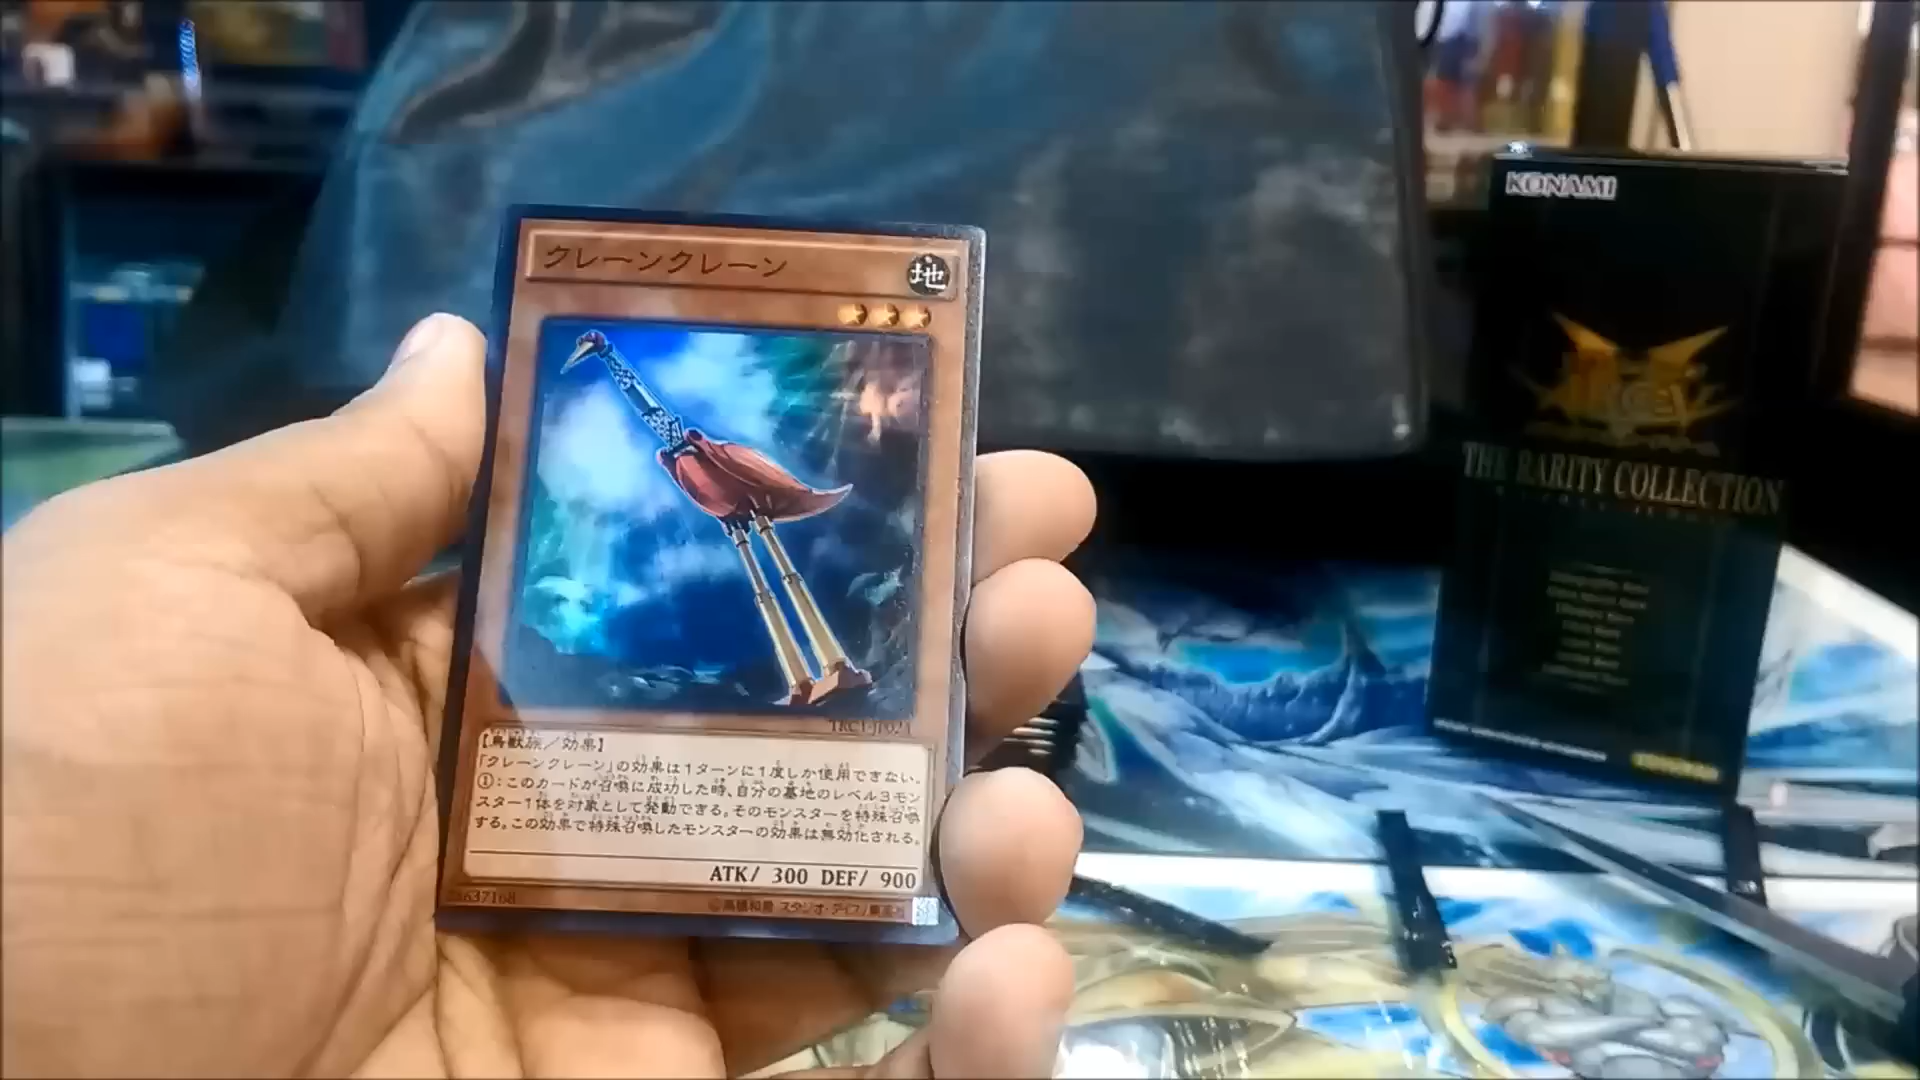 クレーンクレーン
地
TRC1-JP021
【鳥獣族/効果】
「クレーンクレーン」の効果は1ターンに1度しか使用できない。
①:このカードが召喚に成功した時、自分の墓地のレベル3モン
スター1体を対象として発動できる。そのモンスターを特殊召喚
する。この効果で特殊召喚したモンスターの効果は無効化される。
ATK/ 300 DEF/ 900
637168
©高橋和希 スタジオ・ダイス/集英社
KONAMI
THE RARITY COLLECTION